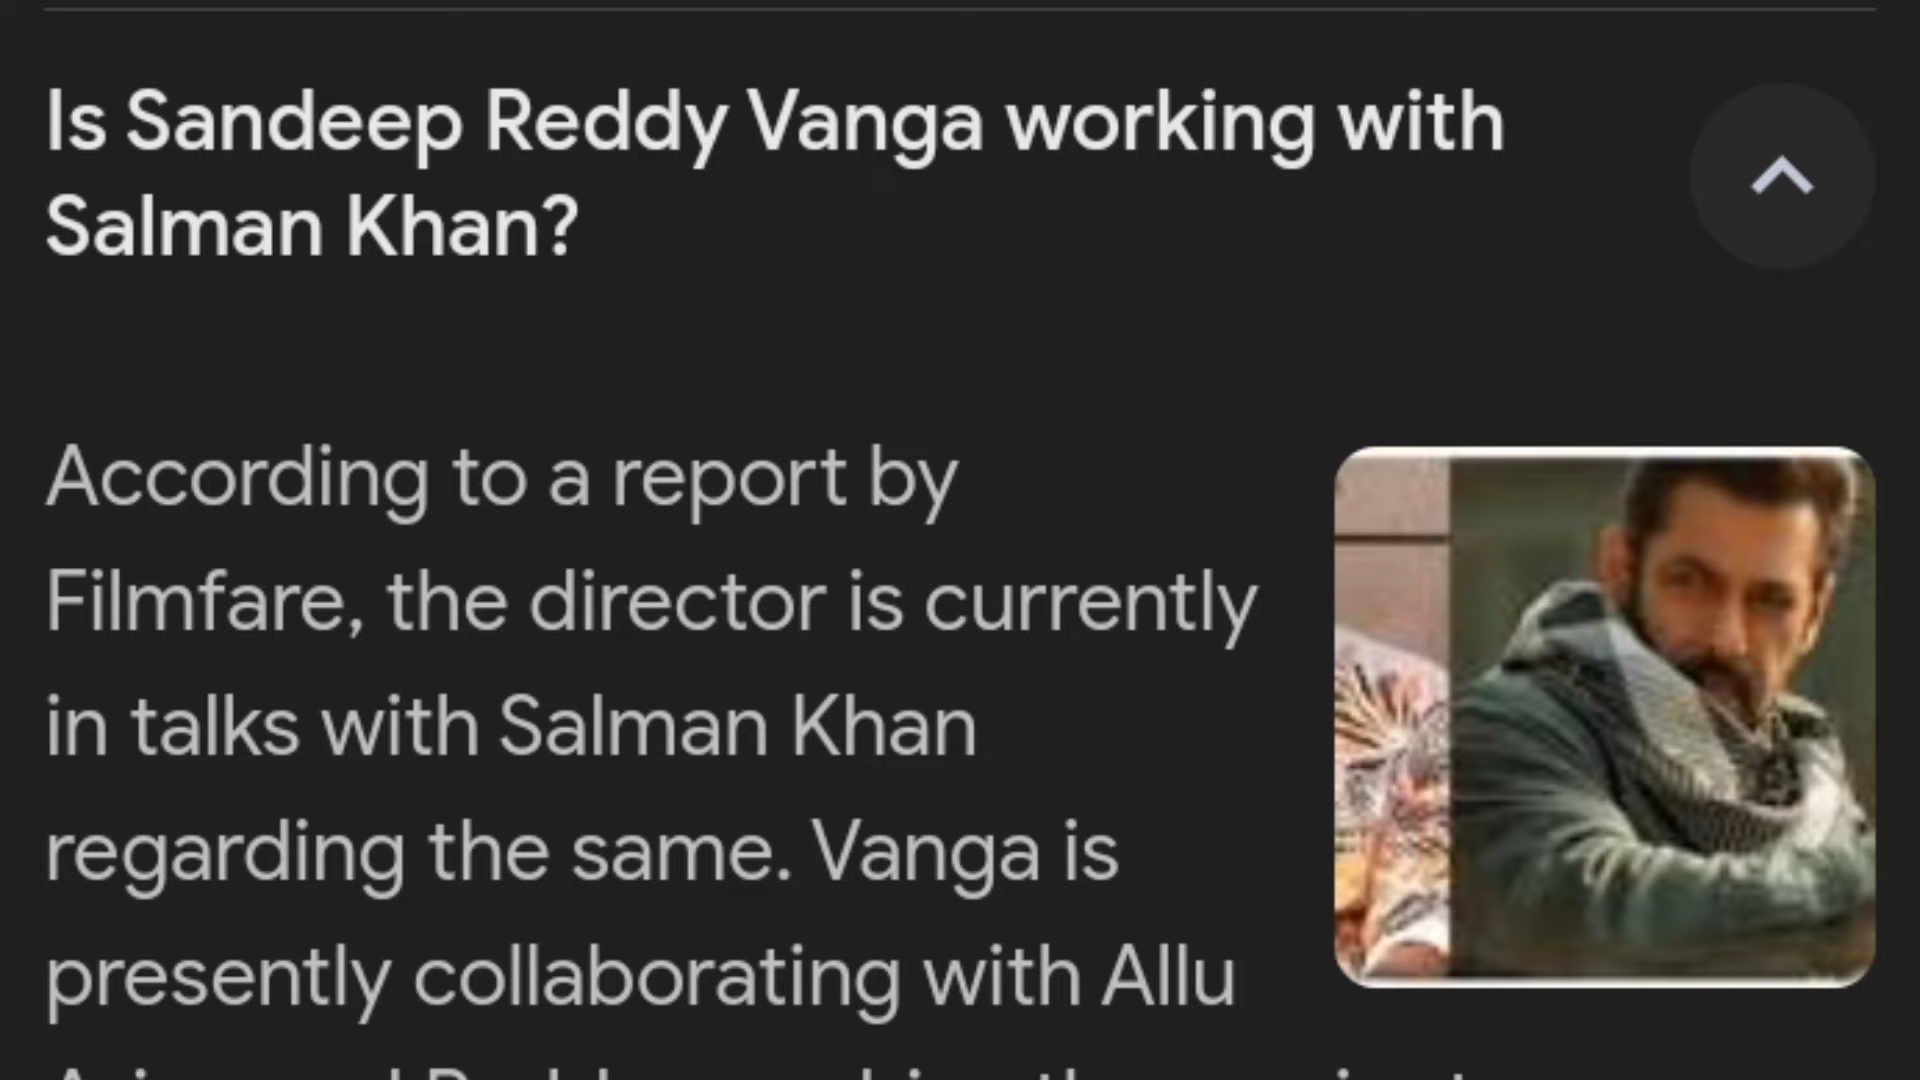 Is Sandeep Reddy Vanga working with
Salman Khan?
According to a report by
Filmfare, the director is currently
in talks with Salman Khan
regarding the same. Vanga is
presently collaborating with Allu